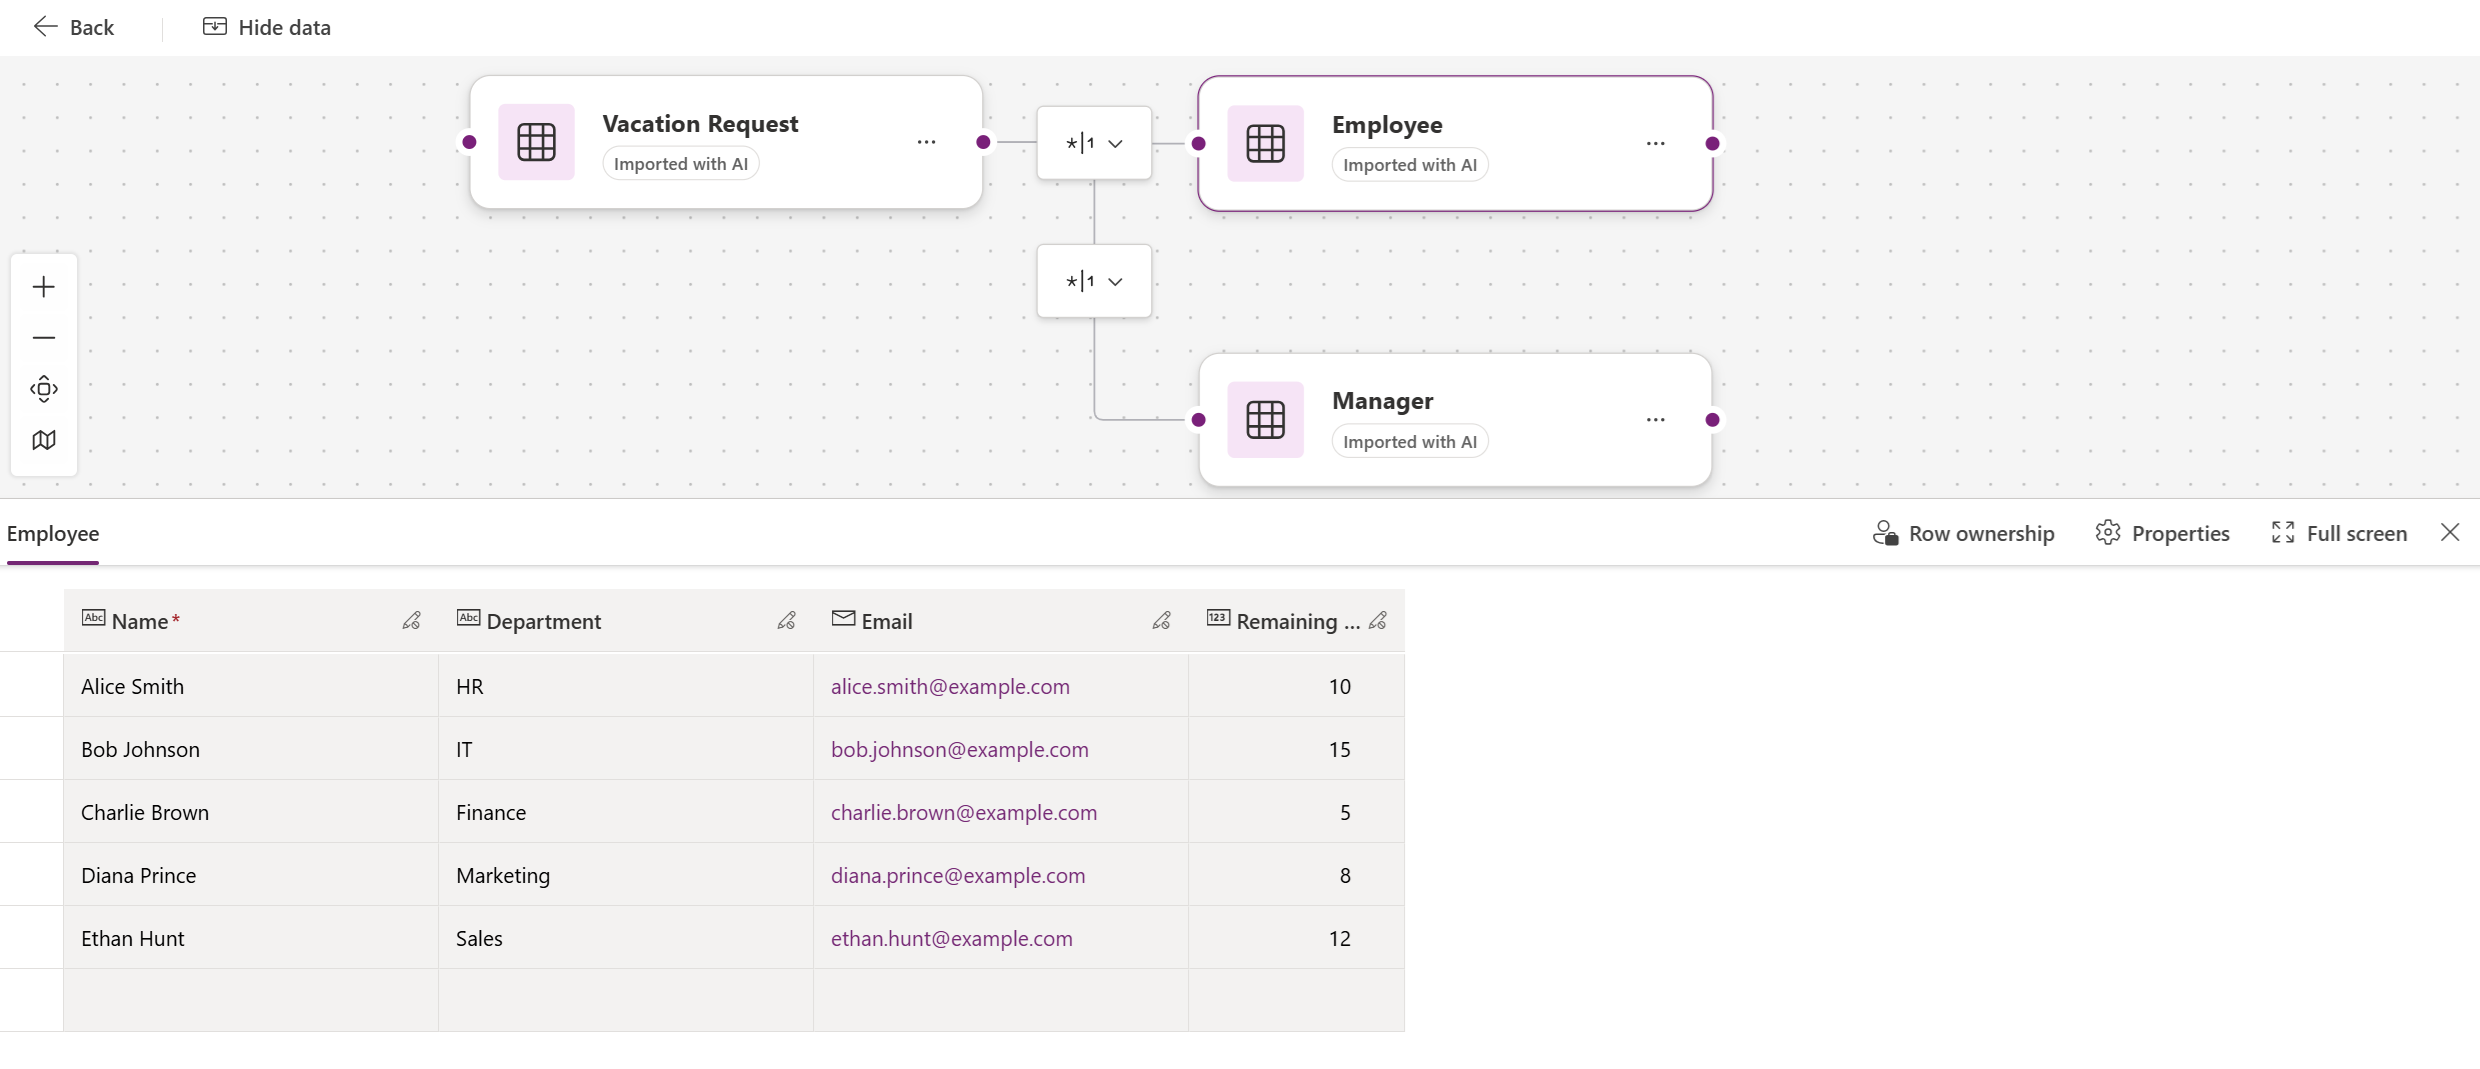 Back
Hide data
Vacation Request
Imported with AI
*|1
Employee
Imported with AI
*|1
Manager
Imported with AI
Employee
Row ownership
Properties
Full screen
Abc Name* Abc Department Email 123 Remaining ...
Alice Smith HR alice.smith@example.com 10
Bob Johnson IT bob.johnson@example.com 15
Charlie Brown Finance charlie.brown@example.com 5
Diana Prince Marketing diana.prince@example.com 8
Ethan Hunt Sales ethan.hunt@example.com 12